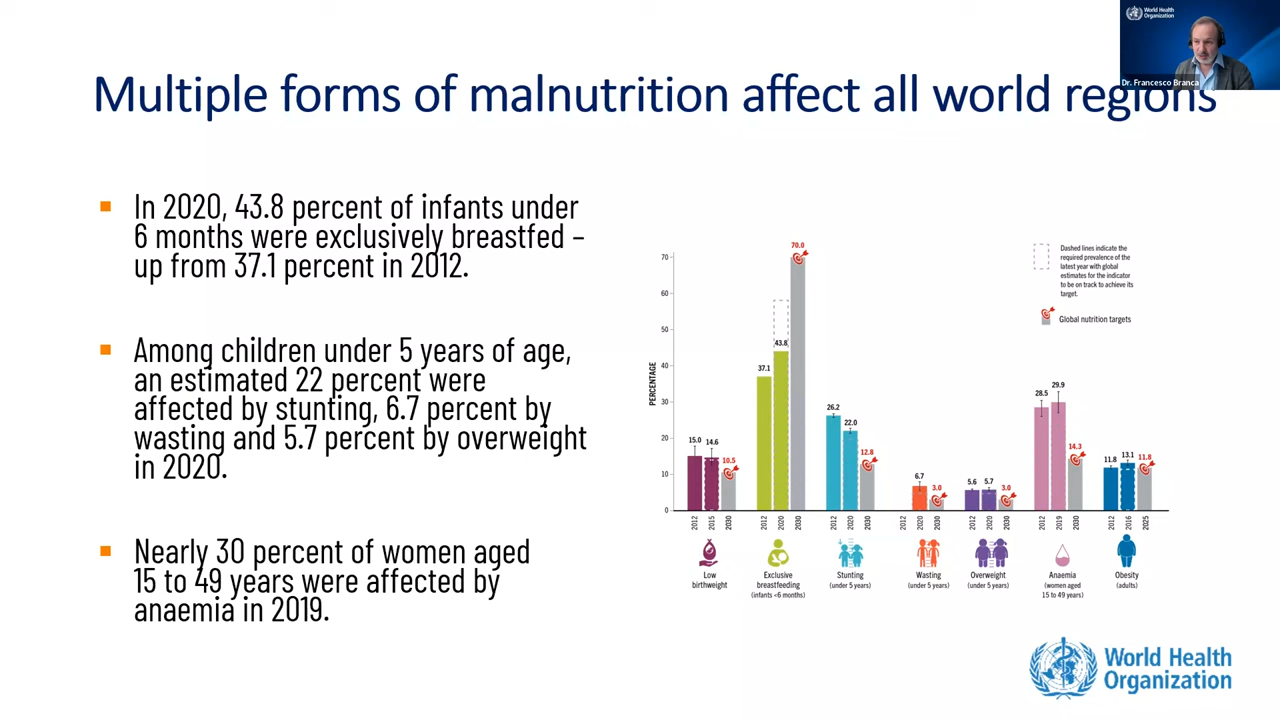 World Health
Organization
Dr. Francesco Branca
Multiple forms of malnutrition affect all world regions
In 2020, 43.8 percent of infants under
6 months were exclusively breastfed –
up from 37.1 percent in 2012.
Among children under 5 years of age,
an estimated 22 percent were
affected by stunting, 6.7 percent by
wasting and 5.7 percent by overweight
in 2020.
Nearly 30 percent of women aged
15 to 49 years were affected by
anaemia in 2019.
Dashed lines indicate the
required prevalence of the
latest year with global
estimates for the indicator
to be on track to achieve its
target.
Global nutrition targets
PERCENTAGE
70
60
50
40
30
20
10
0
15.0 14.6 10.5
37.1 43.8 70.0
26.2 22.0 12.8
6.7 3.0
5.6 5.7 3.0
28.5 29.9 14.3
11.8 13.1 11.8
2012 2015 2030
2012 2020 2030
2012 2020 2030
2012 2020 2030
2012 2020 2030
2012 2019 2030
2012 2016 2025
Low
birthweight
Exclusive
breastfeeding
(infants <6 months)
Stunting
(under 5 years)
Wasting
(under 5 years)
Overweight
(under 5 years)
Anaemia
(women aged
15 to 49 years)
Obesity
(adults)
World Health
Organization